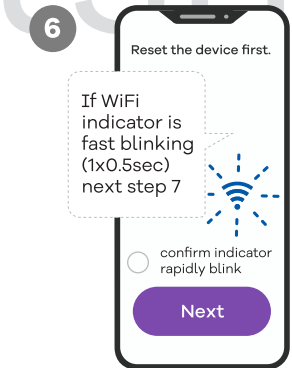 6
Reset the device first.
If WiFi
indicator is
fast blinking
(1x0.5sec)
next step 7
confirm indicator
rapidly blink
Next